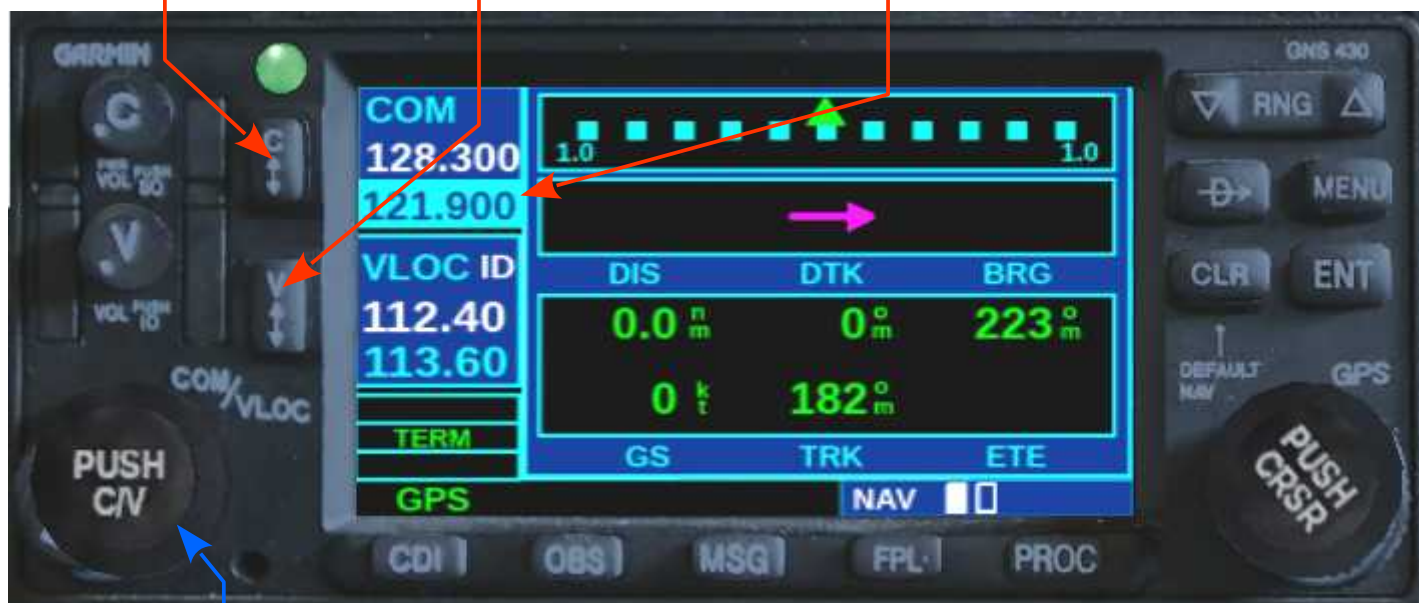 GARMIN
GNS 430
C
PWR PUSH
VOL SQ
C
V
VOL PUSH
ID
V
COM/VLOC
PUSH
C/V
COM
128.300
121.900
VLOC ID
112.40
113.60
TERM
GPS
1.0 1.0
DIS DTK BRG
0.0 nm 0°m 223°m
0 kt 182°m
GS TRK ETE
NAV
RNG
D
MENU
CLR
ENT
DEFAULT
NAV
GPS
PUSH
CRSR
CDI OBS MSG FPL PROC